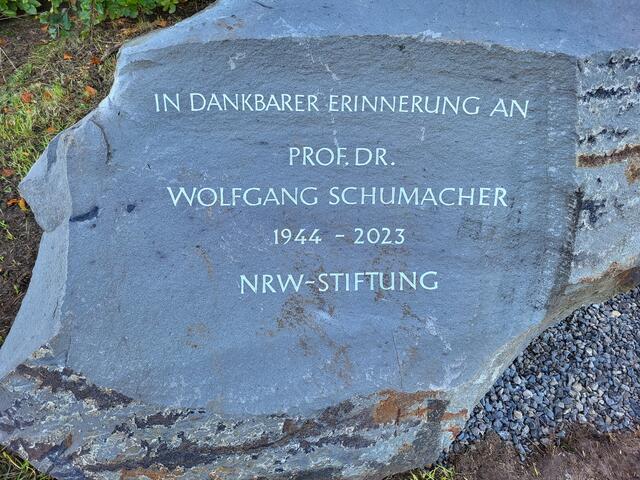 IN DANKBARER ERINNERUNG AN
PROF. DR.
WOLFGANG SCHUMACHER
1944 – 2023
NRW-STIFTUNG